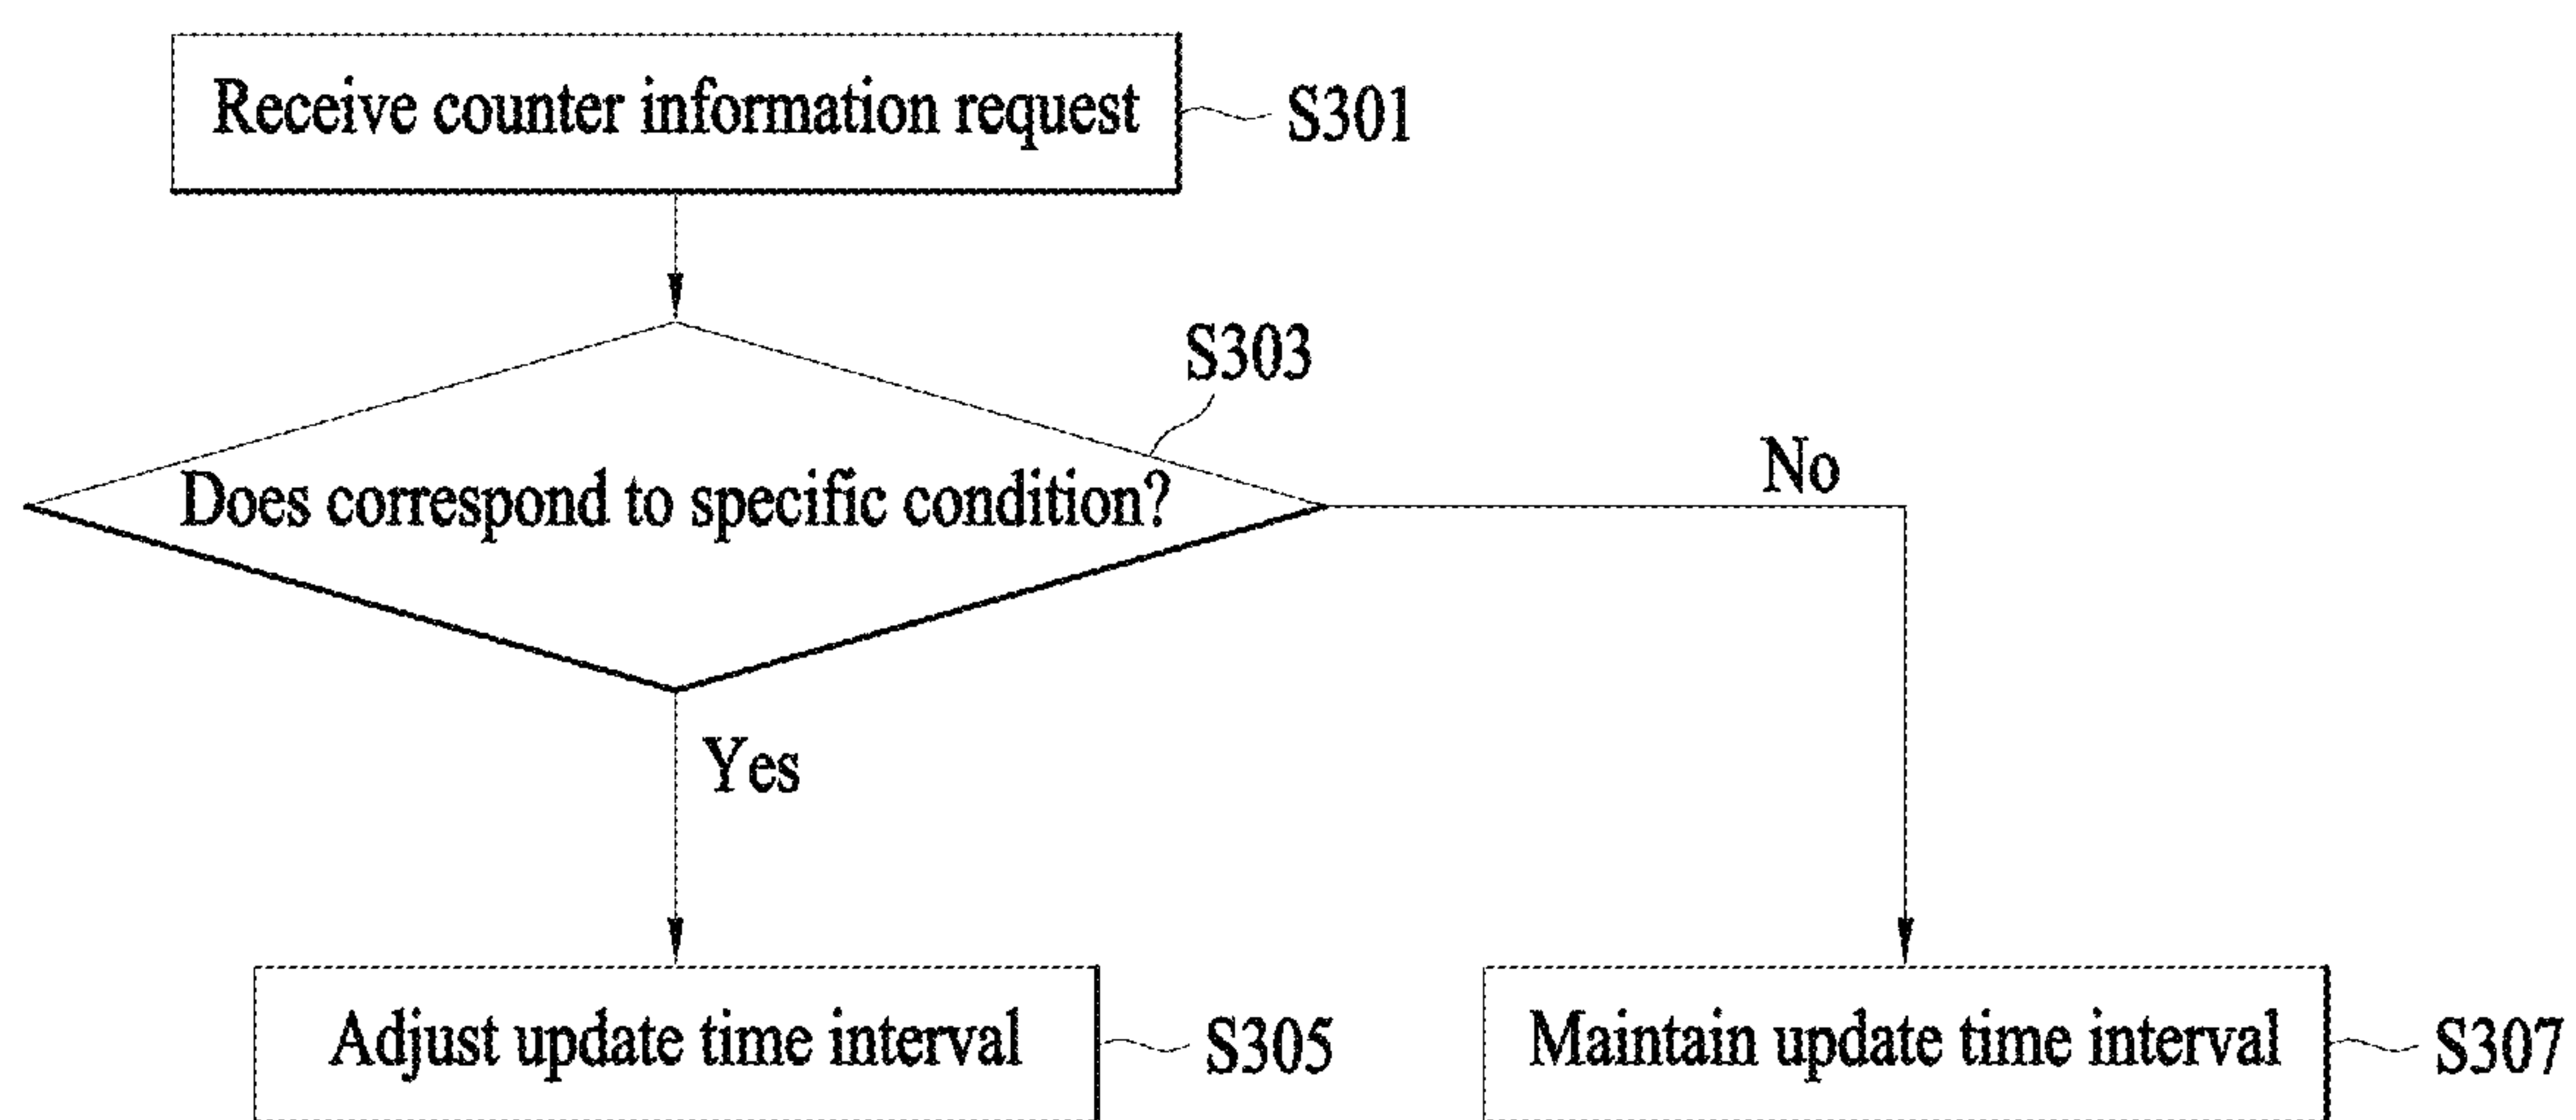 Receive counter information request
S301
S303
Does correspond to specific condition?
No
Yes
Adjust update time interval
S305
Maintain update time interval
S307